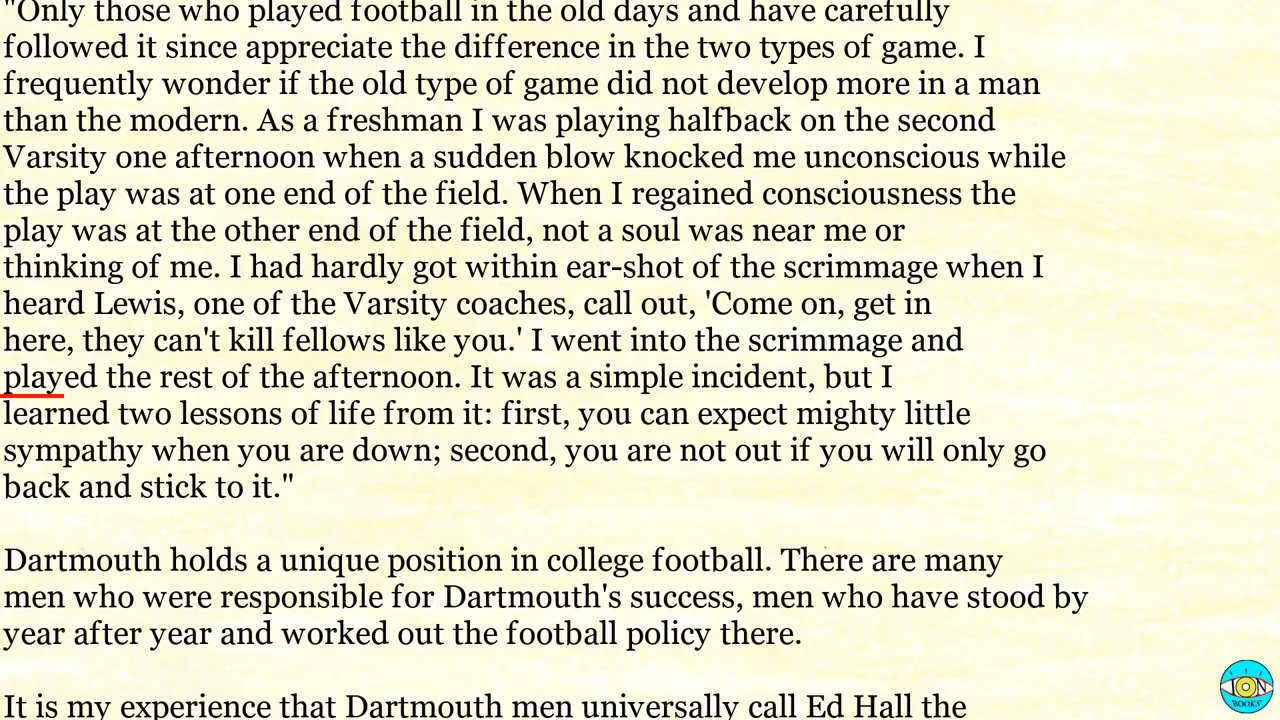 "Only those who played football in the old days and have carefully
followed it since appreciate the difference in the two types of game. I
frequently wonder if the old type of game did not develop more in a man
than the modern. As a freshman I was playing halfback on the second
Varsity one afternoon when a sudden blow knocked me unconscious while
the play was at one end of the field. When I regained consciousness the
play was at the other end of the field, not a soul was near me or
thinking of me. I had hardly got within ear-shot of the scrimmage when I
heard Lewis, one of the Varsity coaches, call out, 'Come on, get in
here, they can't kill fellows like you.' I went into the scrimmage and
played the rest of the afternoon. It was a simple incident, but I
learned two lessons of life from it: first, you can expect mighty little
sympathy when you are down; second, you are not out if you will only go
back and stick to it."
Dartmouth holds a unique position in college football. There are many
men who were responsible for Dartmouth's success, men who have stood by
year after year and worked out the football policy there.
It is my experience that Dartmouth men universally call Ed Hall the
ION
BOOKS